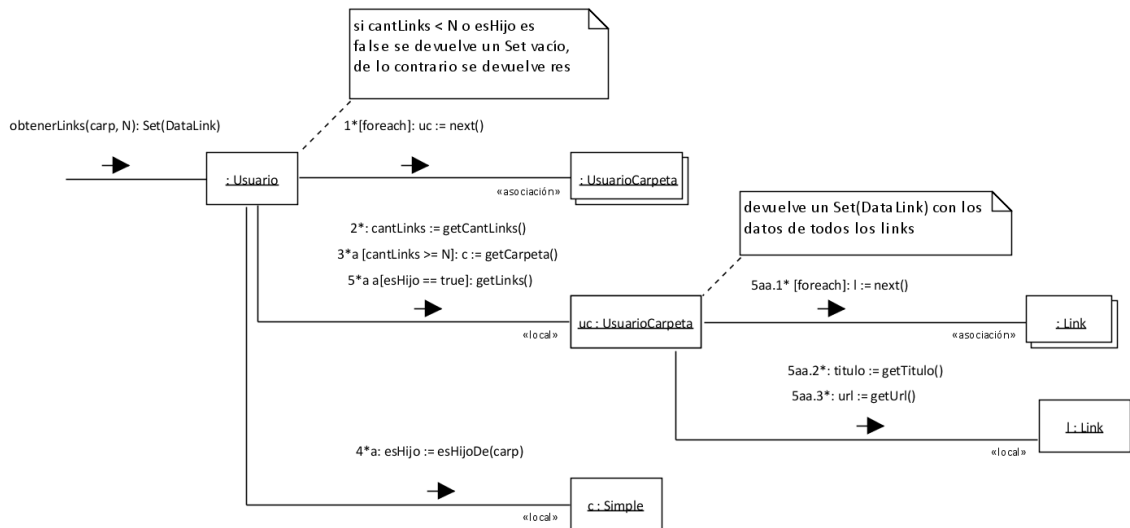 si cantLinks < N o esHijo es
false se devuelve un Set vacío,
de lo contrario se devuelve res
obtenerLinks(carp, N): Set(DataLink)
1*[foreach]: uc := next()
: Usuario
: UsuarioCarpeta
«asociación»
devuelve un Set(DataLink) con los
datos de todos los links
2*: cantLinks := getCantLinks()
3*a [cantLinks >= N]: c := getCarpeta()
5*a a[esHijo == true]: getLinks()
5aa.1* [foreach]: l := next()
uc : UsuarioCarpeta
: Link
«local»
«asociación»
5aa.2*: titulo := getTitulo()
5aa.3*: url := getUrl()
l : Link
«local»
4*a: esHijo := esHijoDe(carp)
c : Simple
«local»